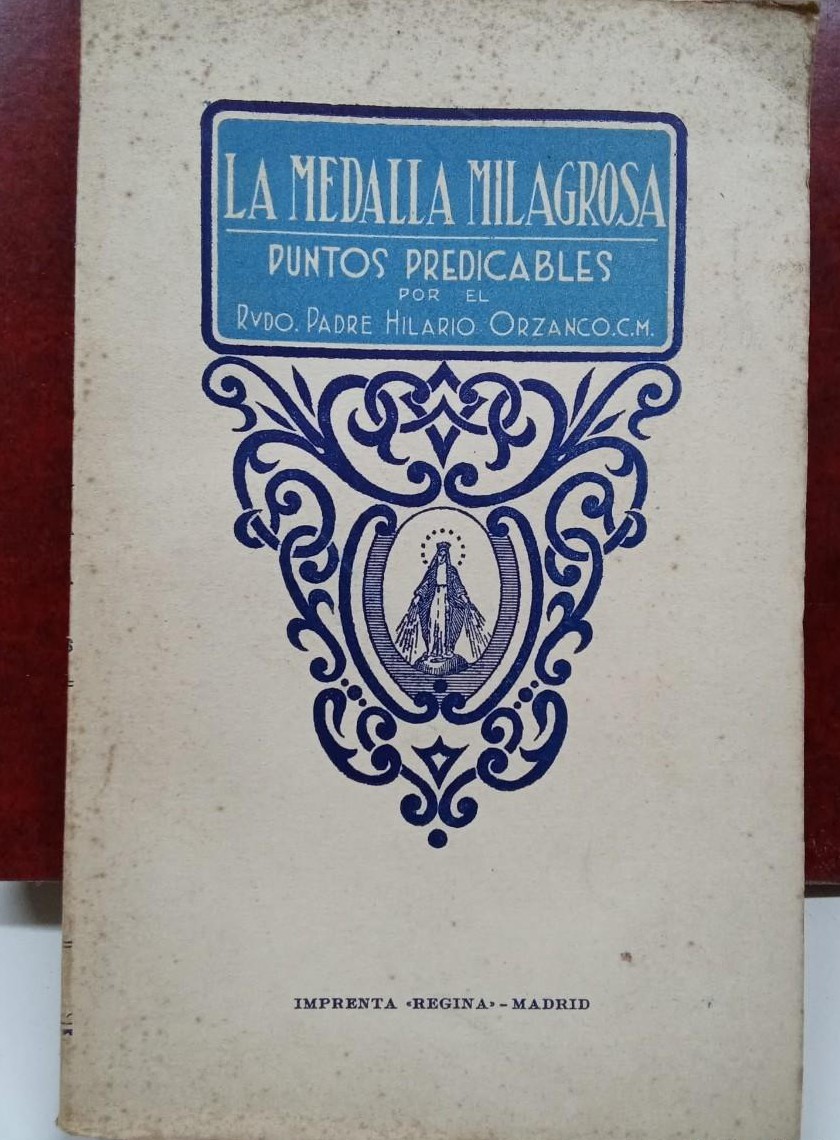 LA MEDALLA MILAGROSA
PUNTOS PREDICABLES
POR EL
RVDO. PADRE HILARIO ORZANCO.C.M.
IMPRENTA «REGINA» - MADRID